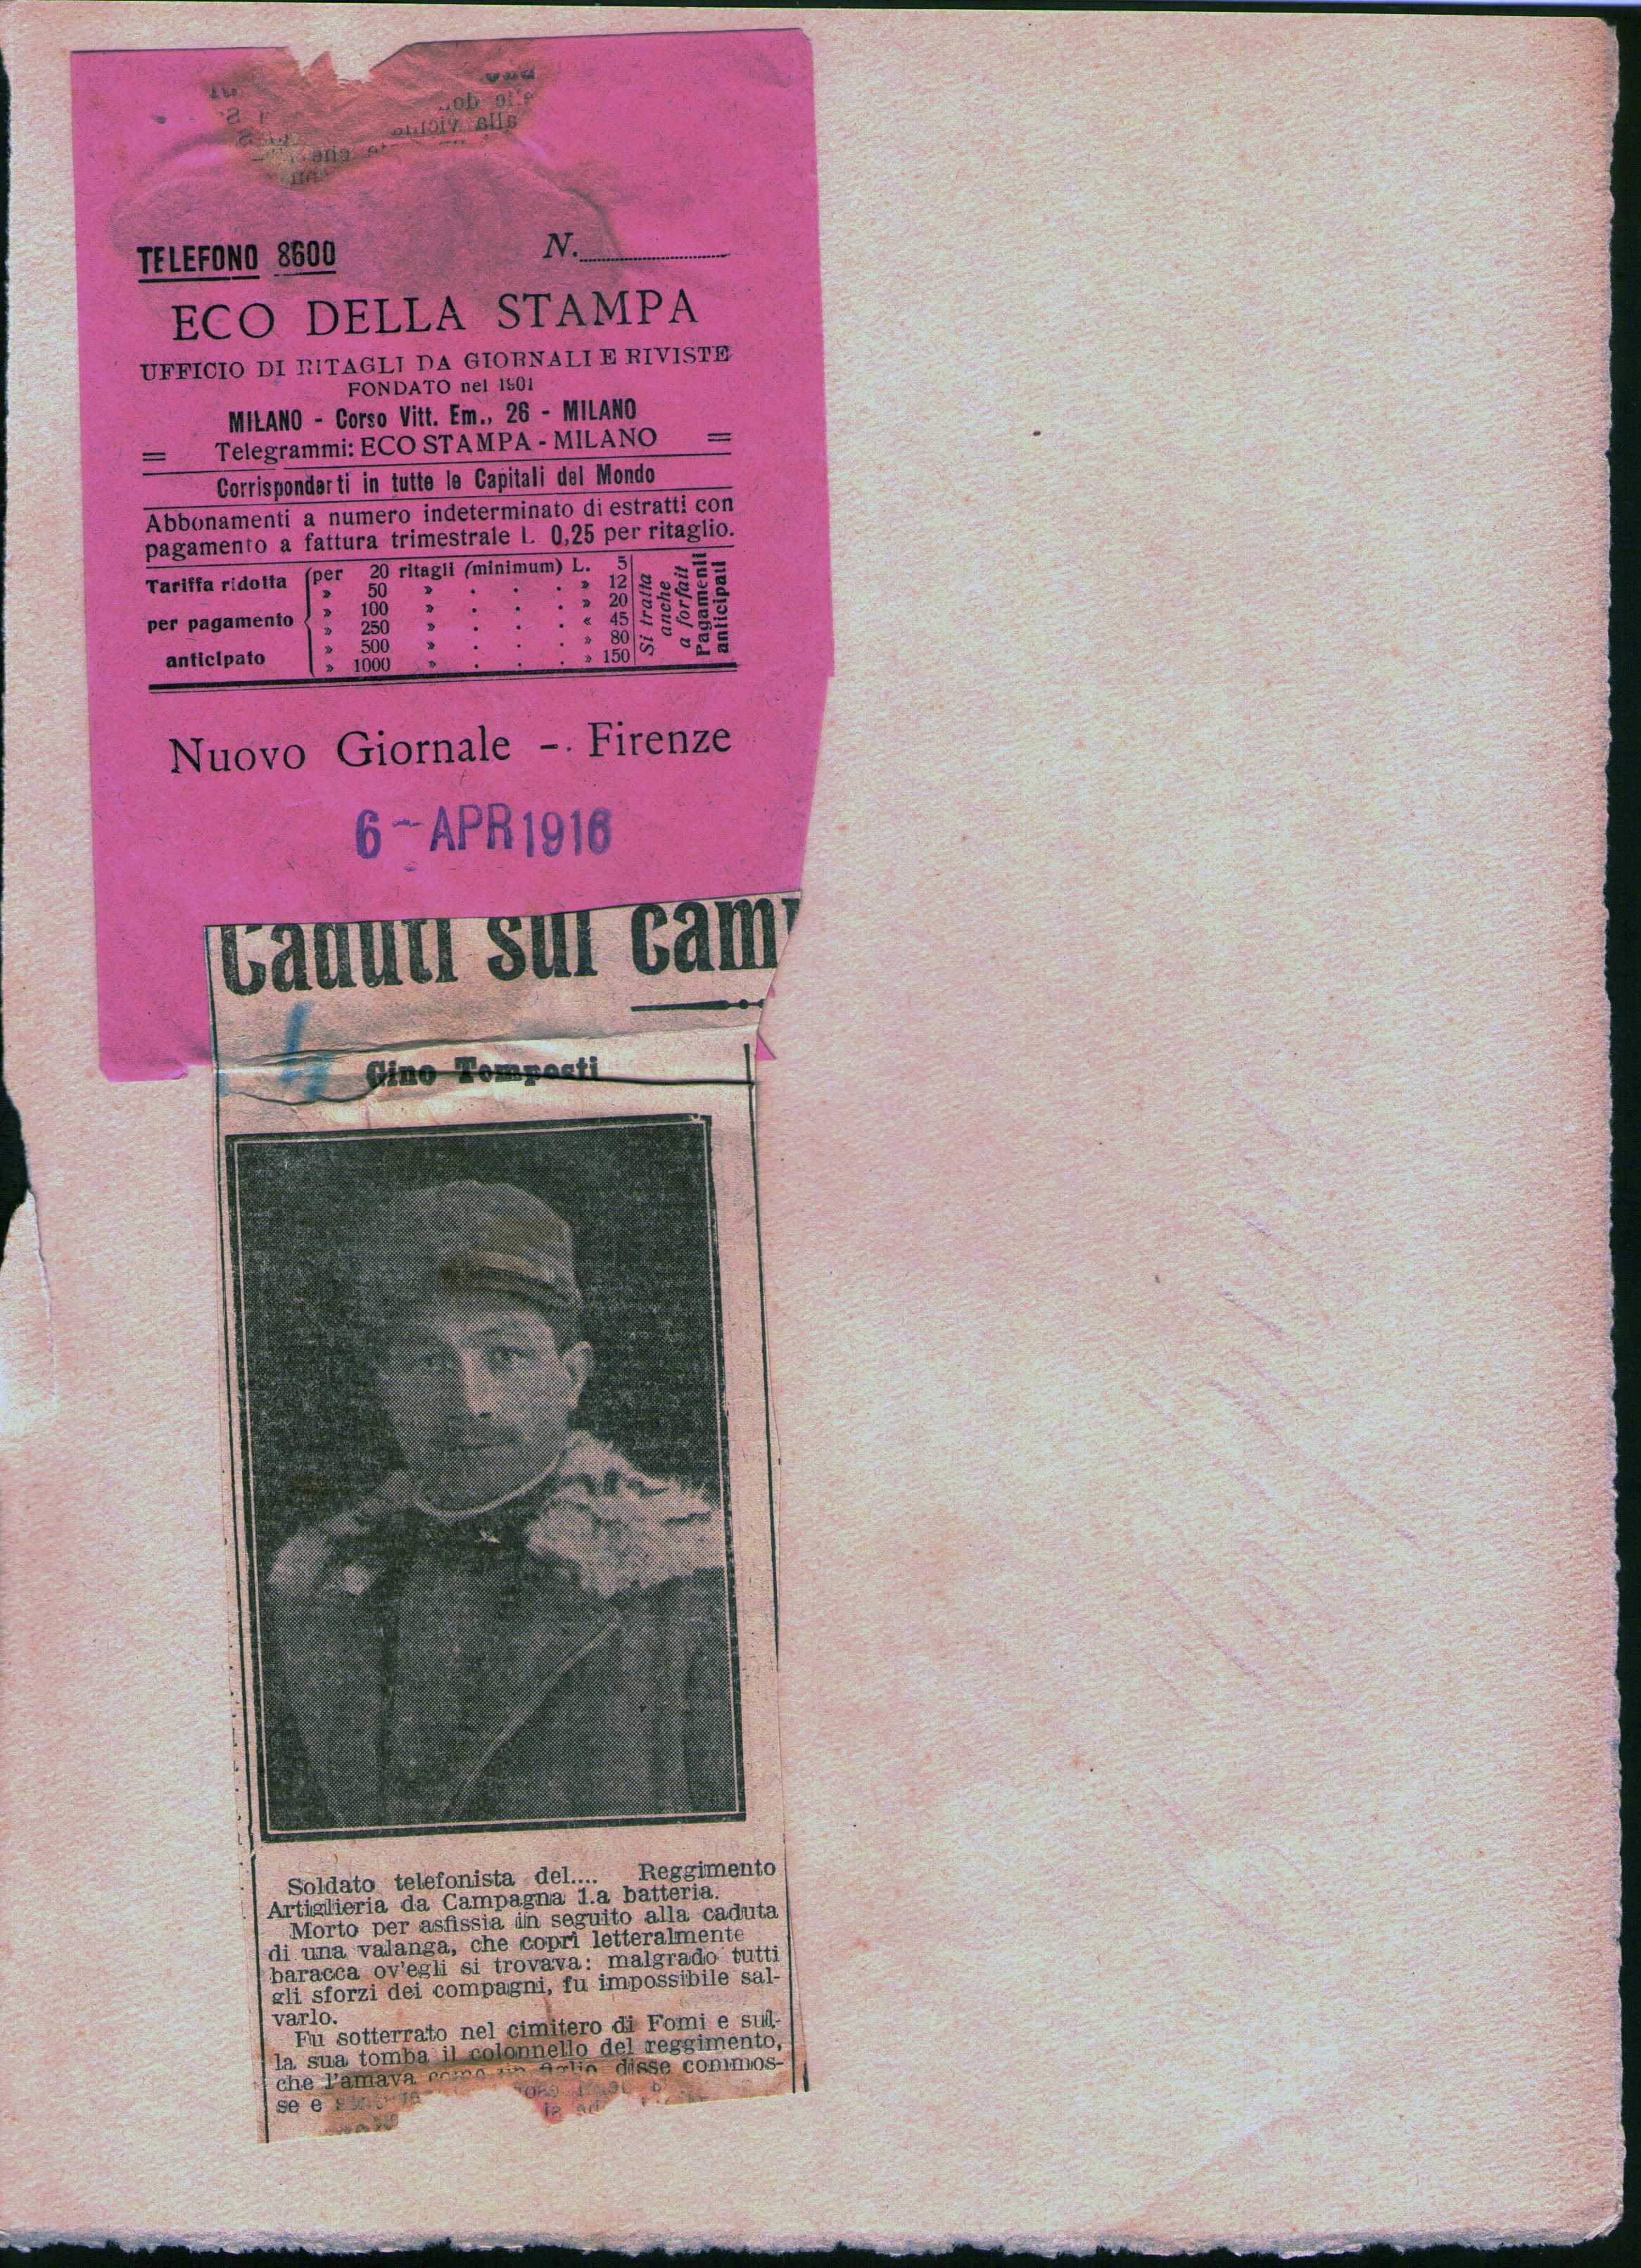 TELEFONO 8600
N.
ECO DELLA STAMPA
UFFICIO DI RITAGLI DA GIORNALI E RIVISTE
FONDATO nel 1901
MILANO - Corso Vitt. Em., 26 - MILANO
= Telegrammi: ECO STAMPA - MILANO =
Corrisponderti in tutte le Capitali del Mondo
Abbonamenti a numero indeterminato di estratti con
pagamento a fattura trimestrale L. 0,25 per ritaglio.
Tariffa ridotta per pagamento anticipato
per 20 ritagli (minimum) L. 5
» 50 » . . . » 12
» 100 » . . . » 20
» 250 » . . . « 45
» 500 » . . . » 80
» 1000 » . . . » 150
Si tratta
anche
a forfait
Pagamenti
anticipati
Nuovo Giornale -. Firenze
6 - APR 1916
Caduti sul cam
Gino Tempesti
Soldato telefonista del.... Reggimento
Artiglieria da Campagna 1.a batteria.
Morto per asfissia in seguito alla caduta
di una valanga, che coprì letteralmente
baracca ov'egli si trovava: malgrado tutti
gli sforzi dei compagni, fu impossibile sal-
varlo.
Fu sotterrato nel cimitero di Fomi e sul-
la sua tomba il colonnello del reggimento,
che l'amava come un figlio disse commos-
se e